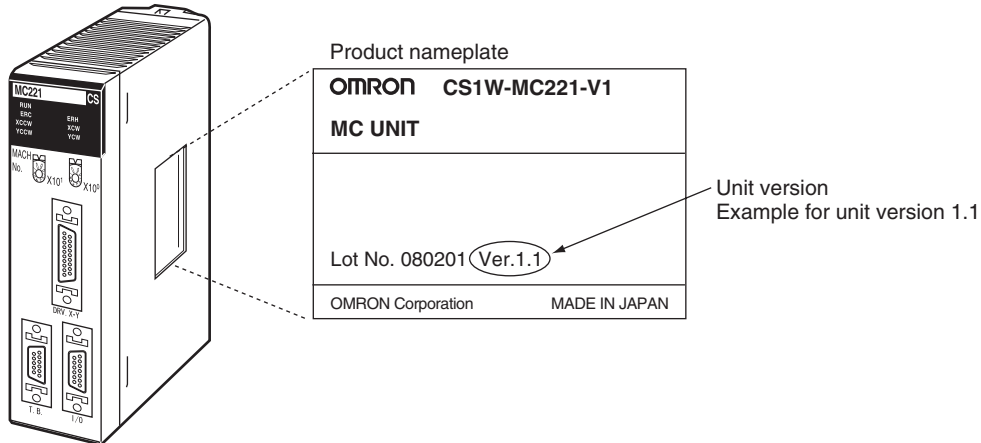 Product nameplate
OMRON CS1W-MC221-V1
MC UNIT
Lot No. 080201 Ver.1.1
OMRON Corporation MADE IN JAPAN
Unit version
Example for unit version 1.1
MC221 CS
RUN
ERC ERH
XCCW XCW
YCCW YCW
MACH
No. X10¹ X10⁰
DRV. X-Y
T. B. I/O